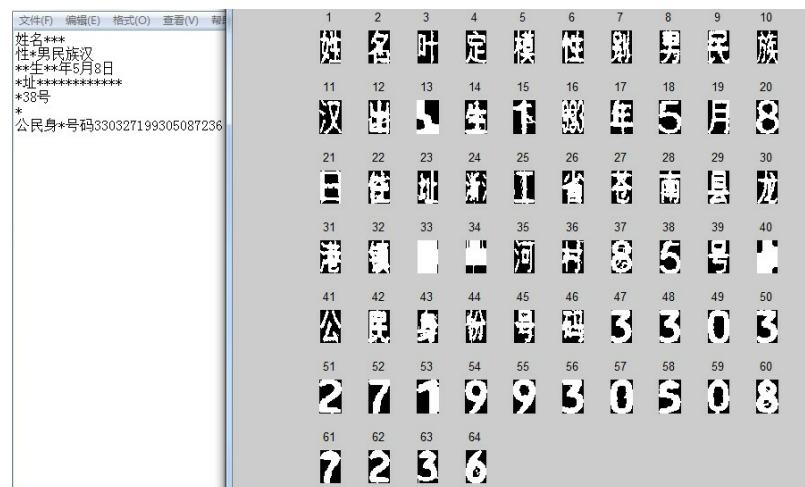 文件(F) 编辑(E) 格式(O) 查看(V) 帮
姓名***
性*男民族汉
**生**年5月8日
*址************
*38号
*
公民身*号码330327199305087236
1 2 3 4 5 6 7 8 9 10
姓 名 叶 定 模 性 别 男 民 族
11 12 13 14 15 16 17 18 19 20
汉 出 生 年 5 月 8
21 22 23 24 25 26 27 28 29 30
日 住 址 浙 江 省 苍 南 县 龙
31 32 33 34 35 36 37 38 39 40
港 镇 河 村 8 5 号
41 42 43 44 45 46 47 48 49 50
公 民 身 份 号 码 3 3 0 3
51 52 53 54 55 56 57 58 59 60
2 7 1 9 9 3 0 5 0 8
61 62 63 64
7 2 3 6